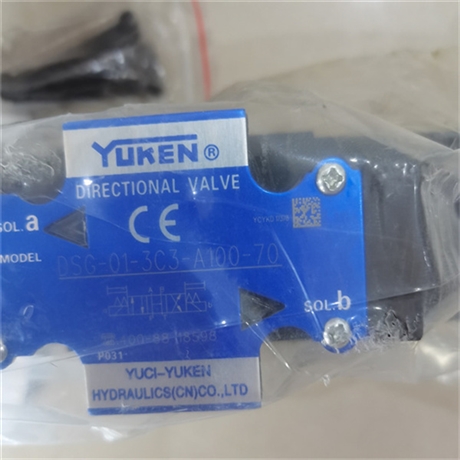 YUKEN®
DIRECTIONAL VALVE
CE
SOL.a
MODEL DSG-01-3C3-A100-70
SOL.b
P031
YUCI-YUKEN
HYDRAULICS(CN)CO.,LTD